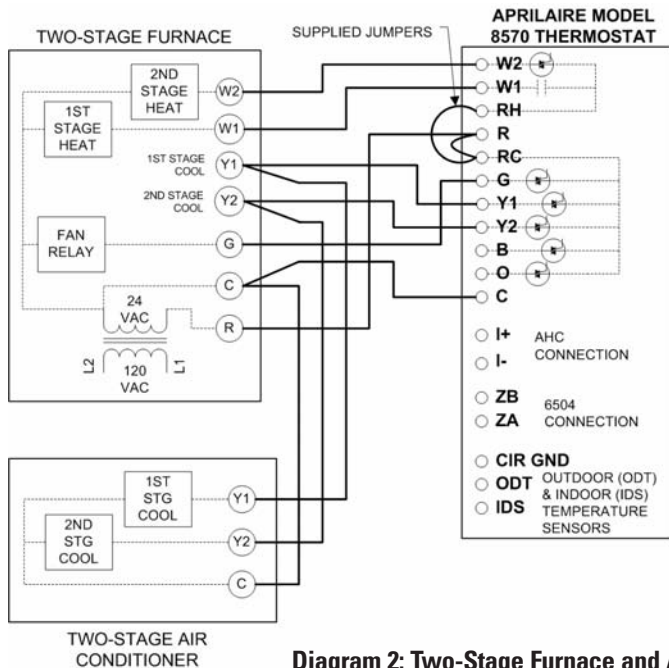 TWO-STAGE FURNACE
SUPPLIED JUMPERS
APRILAIRE MODEL
8570 THERMOSTAT
2ND
STAGE
HEAT
1ST
STAGE
HEAT
W2
W1
1ST STAGE
COOL
Y1
2ND STAGE
COOL
Y2
FAN
RELAY
G
C
24
VAC
R
L2
120
VAC
L1
W2
W1
RH
R
RC
G
Y1
Y2
B
O
C
I+
I-
AHC
CONNECTION
ZB
ZA
6504
CONNECTION
CIR GND
ODT
IDS
OUTDOOR (ODT)
& INDOOR (IDS)
TEMPERATURE
SENSORS
1ST
STG
COOL
Y1
2ND
STG
COOL
Y2
C
TWO-STAGE AIR
CONDITIONER
Diagram 2: Two-Stage Furnace and